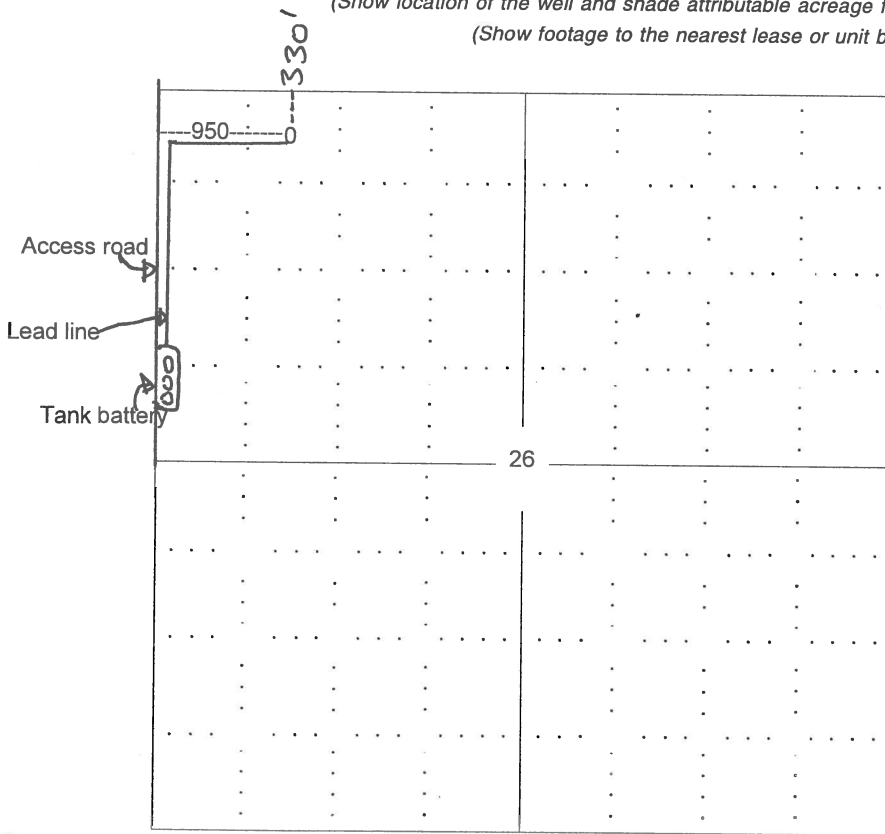 (Show location of the well and shade attributable acreage f
(Show footage to the nearest lease or unit b
330'
----950-------0
Access road
Lead line
000
Tank battery
26